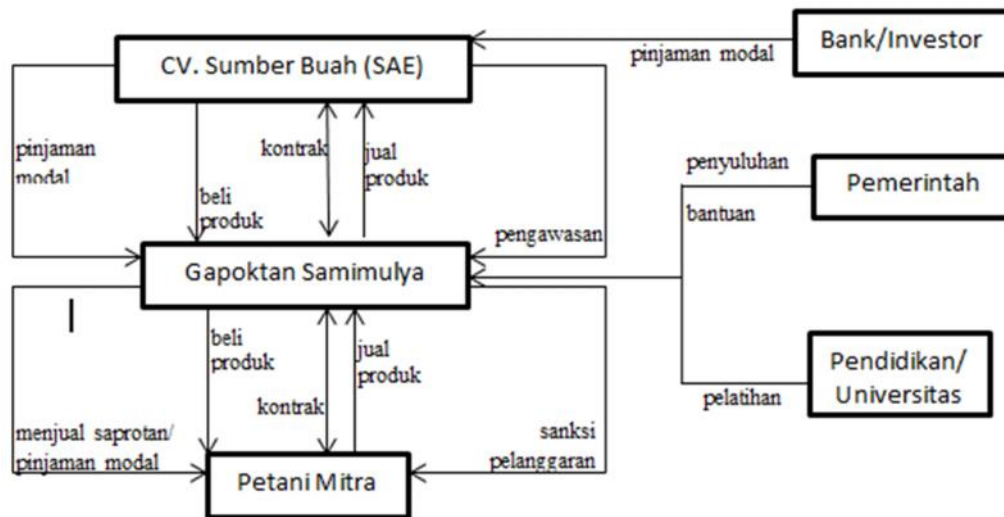 Bank/Investor
pinjaman modal
CV. Sumber Buah (SAE)
pinjaman
modal
kontrak
jual
produk
beli
produk
penyuluhan
Pemerintah
bantuan
pengawasan
Gapoktan Samimulya
beli
produk
jual
produk
kontrak
Pendidikan/
Universitas
pelatihan
menjual saprotan/
pinjaman modal
sanksi
pelanggaran
Petani Mitra